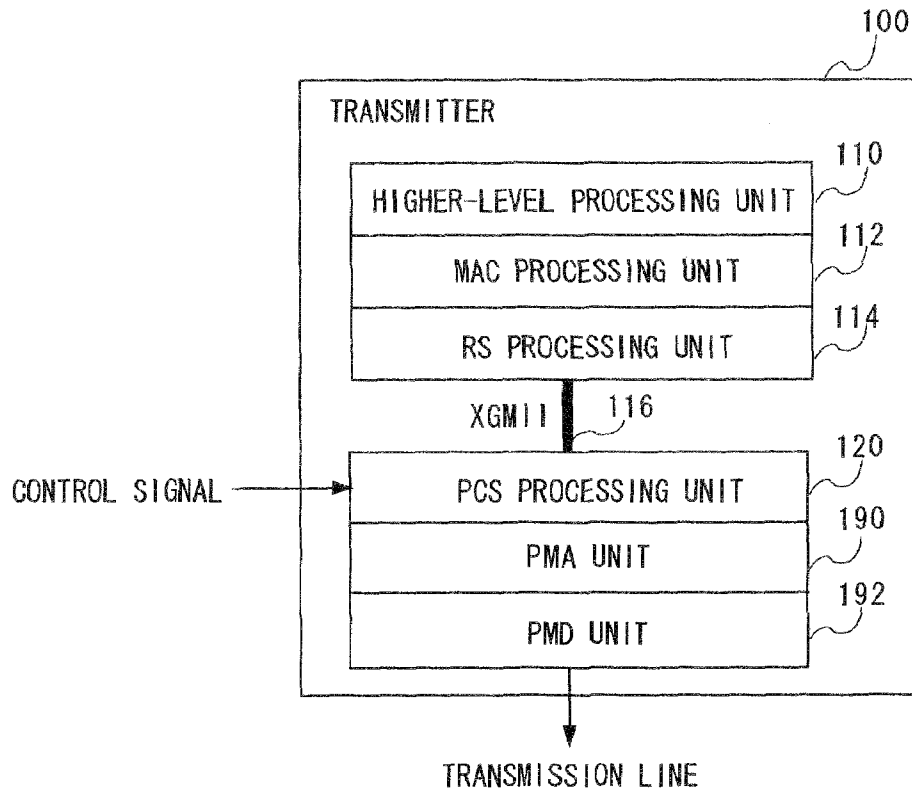 100
TRANSMITTER
110
HIGHER-LEVEL PROCESSING UNIT
112
MAC PROCESSING UNIT
114
RS PROCESSING UNIT
XGMII
116
120
CONTROL SIGNAL
PCS PROCESSING UNIT
190
PMA UNIT
192
PMD UNIT
TRANSMISSION LINE